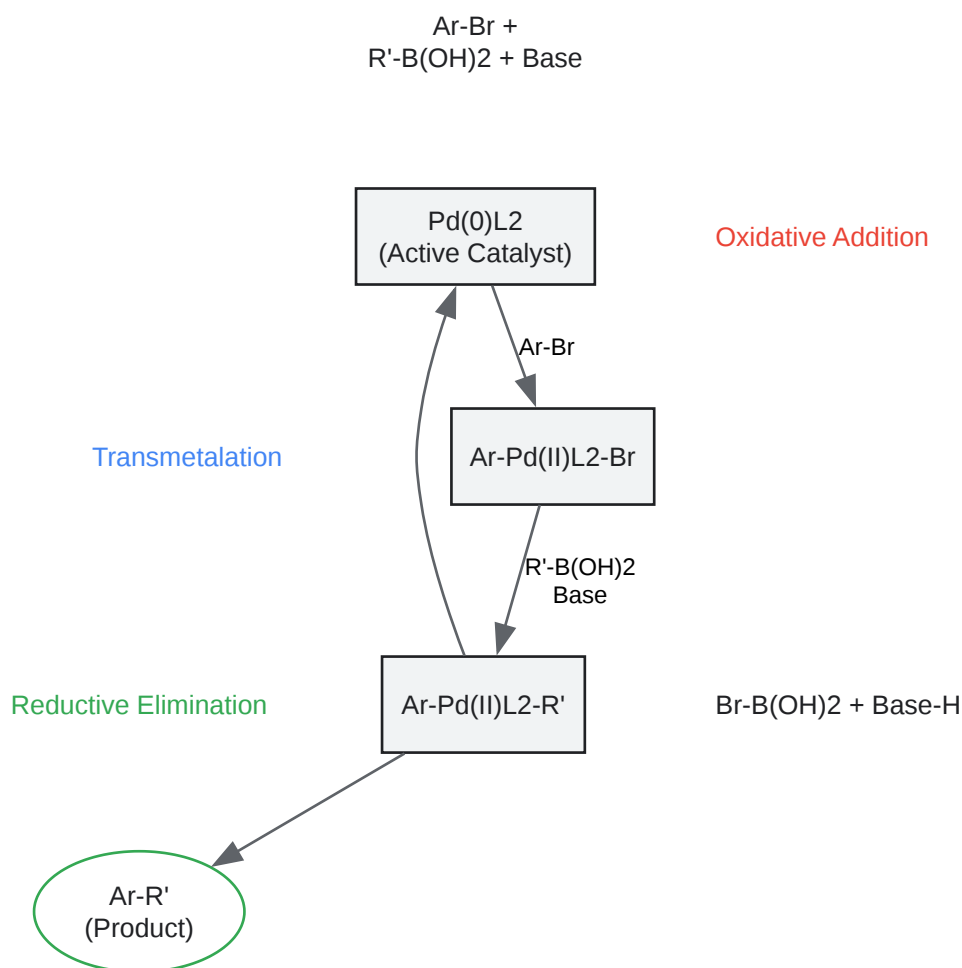 Ar-Br +
R'-B(OH)2 + Base
Pd(0)L2
(Active Catalyst)
Oxidative Addition
Ar-Br
Transmetalation
Ar-Pd(II)L2-Br
R'-B(OH)2
Base
Reductive Elimination
Ar-Pd(II)L2-R'
Br-B(OH)2 + Base-H
Ar-R'
(Product)